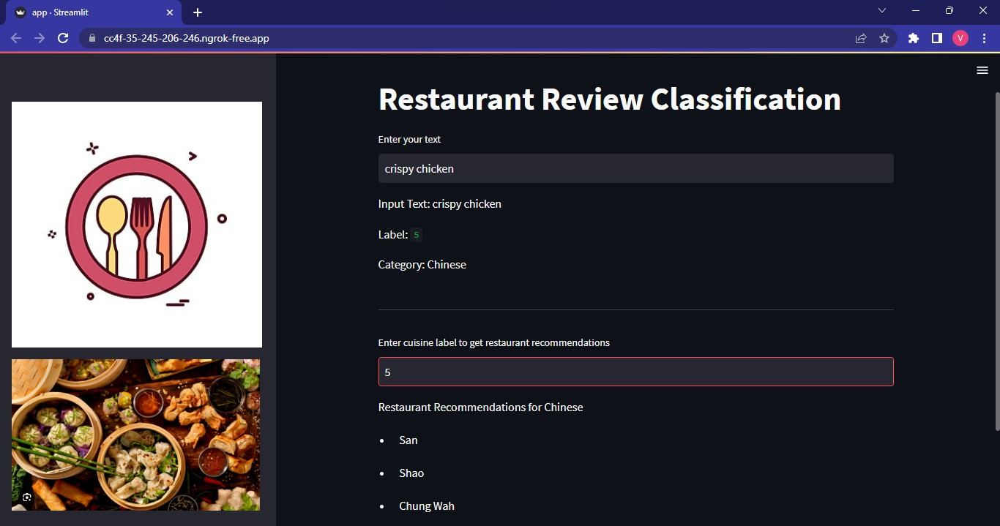 app · Streamlit
cc4f-35-245-206-246.ngrok-free.app
V
Restaurant Review Classification
Enter your text
crispy chicken
Input Text: crispy chicken
Label: 5
Category: Chinese
Enter cuisine label to get restaurant recommendations
5
Restaurant Recommendations for Chinese
• San
• Shao
• Chung Wah